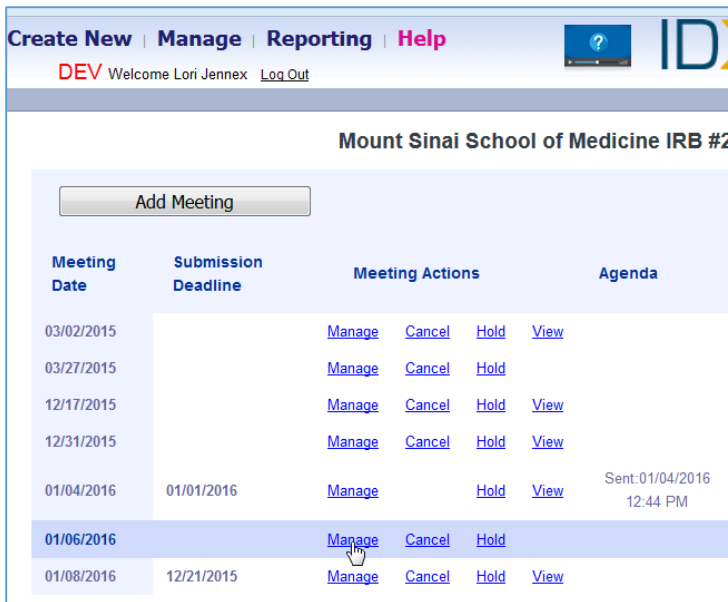 Create New | Manage | Reporting | Help
?
ID
DEV Welcome Lori Jennex Log Out
Mount Sinai School of Medicine IRB #2
Add Meeting
Meeting Date Submission Deadline Meeting Actions Agenda
03/02/2015 Manage Cancel Hold View
03/27/2015 Manage Cancel Hold
12/17/2015 Manage Cancel Hold View
12/31/2015 Manage Cancel Hold View
01/04/2016 01/01/2016 Manage Hold View Sent:01/04/2016 12:44 PM
01/06/2016 Manage Cancel Hold
01/08/2016 12/21/2015 Manage Cancel Hold View